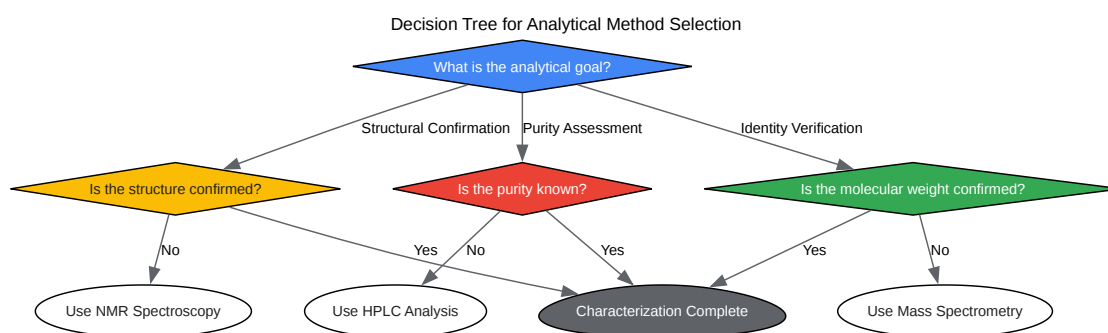 Decision Tree for Analytical Method Selection
What is the analytical goal?
Structural Confirmation
Purity Assessment
Identity Verification
Is the structure confirmed?
Is the purity known?
Is the molecular weight confirmed?
No
Yes
No
Yes
Yes
No
Use NMR Spectroscopy
Use HPLC Analysis
Characterization Complete
Use Mass Spectrometry